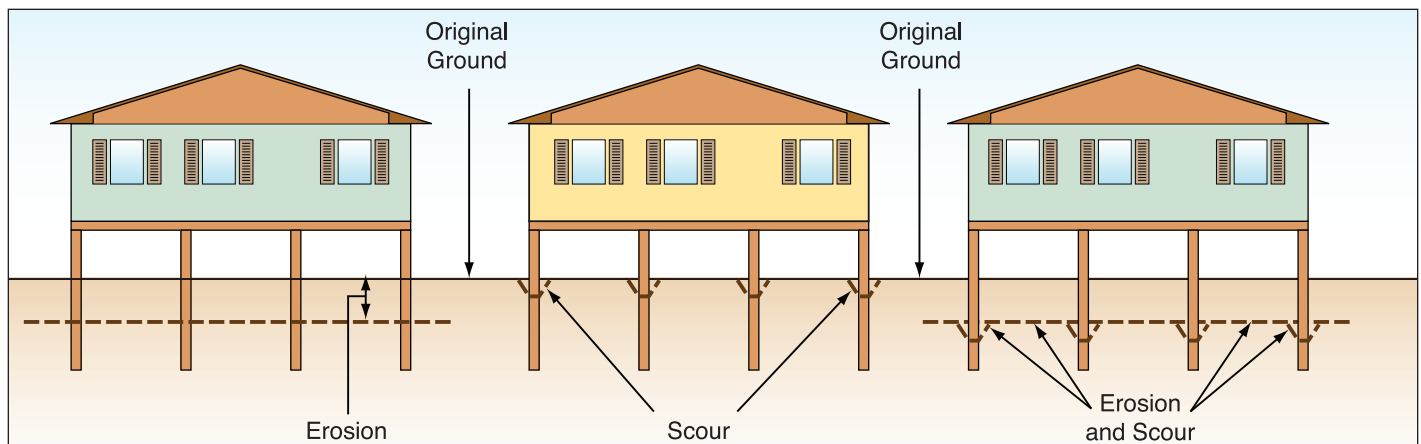 Original
Ground
Original
Ground
Erosion
Scour
Erosion
and Scour